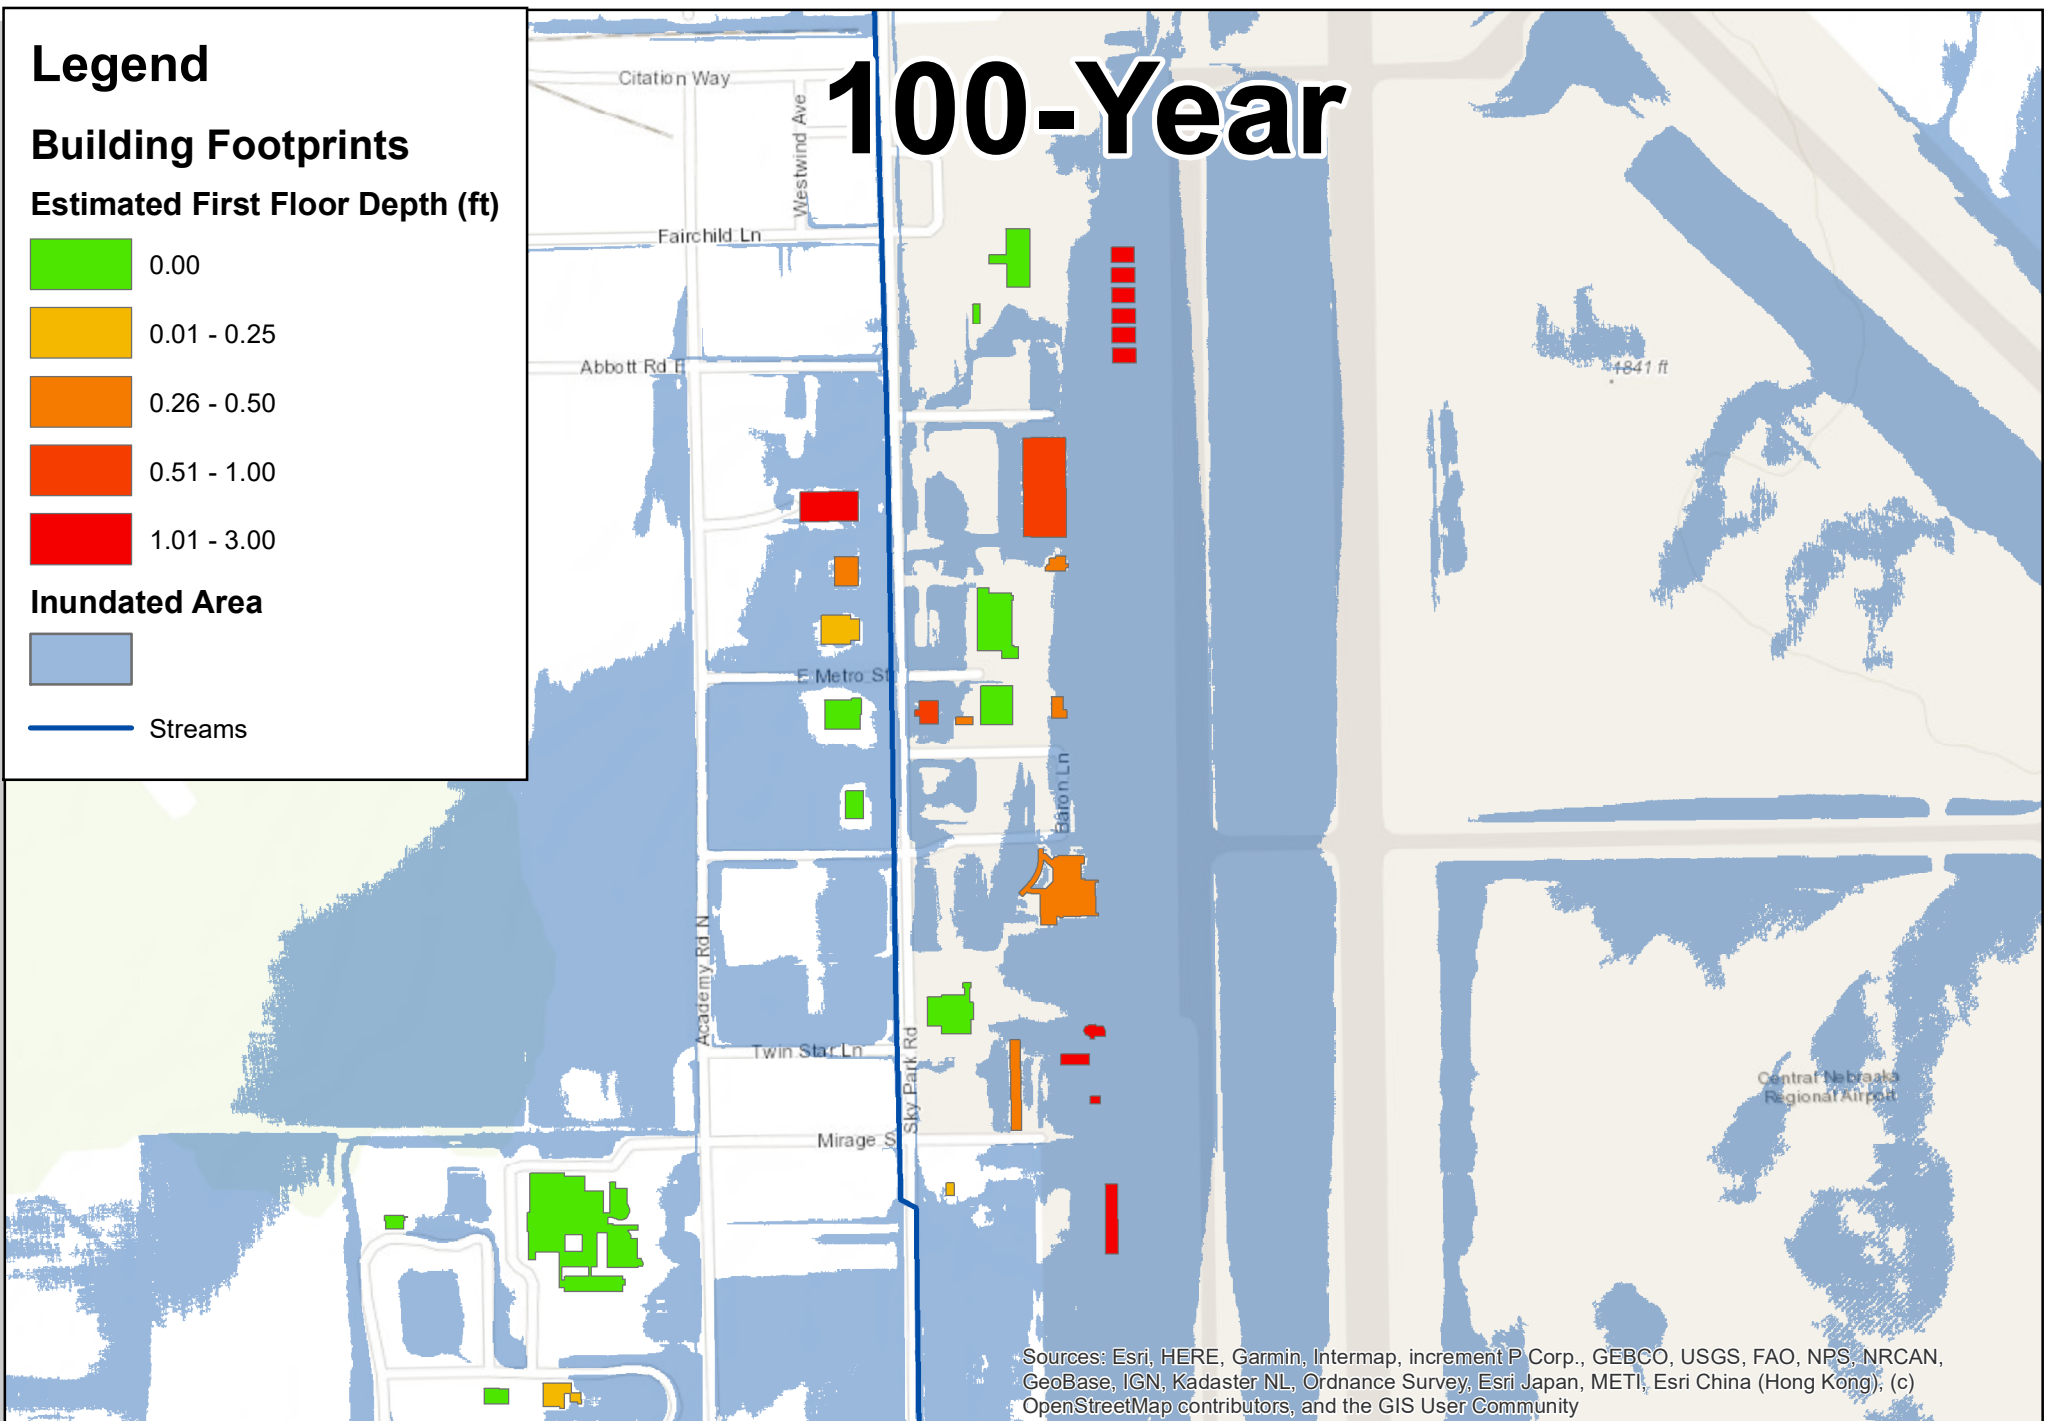 Legend
Building Footprints
Estimated First Floor Depth (ft)
0.00
0.01 - 0.25
0.26 - 0.50
0.51 - 1.00
1.01 - 3.00
Inundated Area
Streams
100-Year
Citation Way
Westwind Ave
Fairchild Ln
Abbott Rd E
1841 ft
E Metro St
Baron Ln
Academy Rd N
Twin Star Ln
Sky Park Rd
Mirage S
Central Nebraska
Regional Airport
Sources: Esri, HERE, Garmin, Intermap, increment P Corp., GEBCO, USGS, FAO, NPS, NRCAN,
GeoBase, IGN, Kadaster NL, Ordnance Survey, Esri Japan, METI, Esri China (Hong Kong), (c)
OpenStreetMap contributors, and the GIS User Community